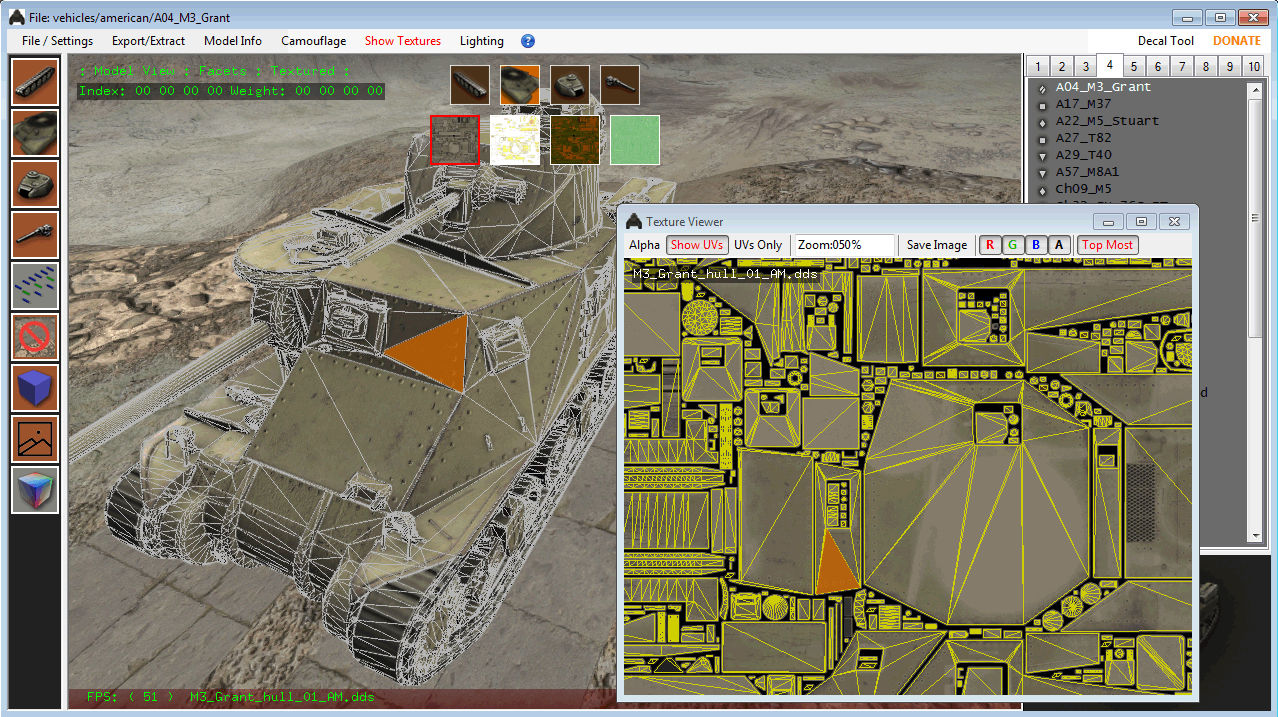 File: vehicles/american/A04_M3_Grant
File / Settings Export/Extract Model Info Camouflage Show Textures Lighting ? Decal Tool DONATE
: Model View : Facets : Textured :
Index: 00 00 00 00 Weight: 00 00 00 00
1 2 3 4 5 6 7 8 9 10
A04_M3_Grant
A17_M37
A22_M5_Stuart
A27_T82
A29_T40
A57_M8A1
Ch09_M5
Texture Viewer
Alpha Show UVs UVs Only Zoom:050% Save Image R G B A Top Most
M3_Grant_hull_01_AM.dds
d
FPS: ( 51 ) M3_Grant_hull_01_AM.dds